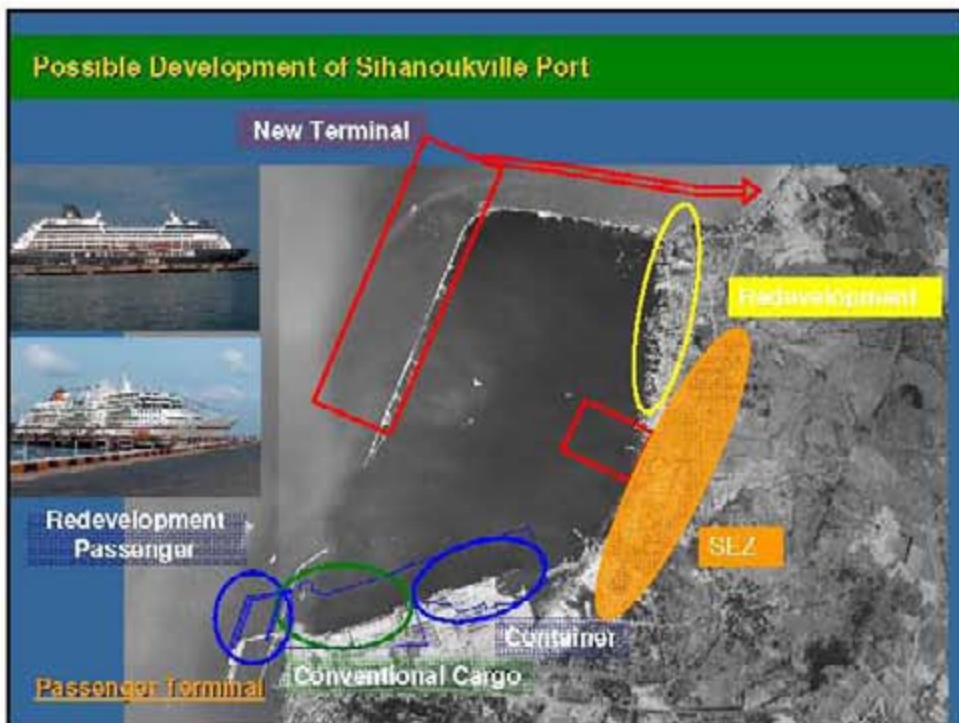 Possible Development of Sihanoukville Port
New Terminal
Redevelopment
Redevelopment
Passenger
SEZ
Container
Conventional Cargo
Passenger Terminal